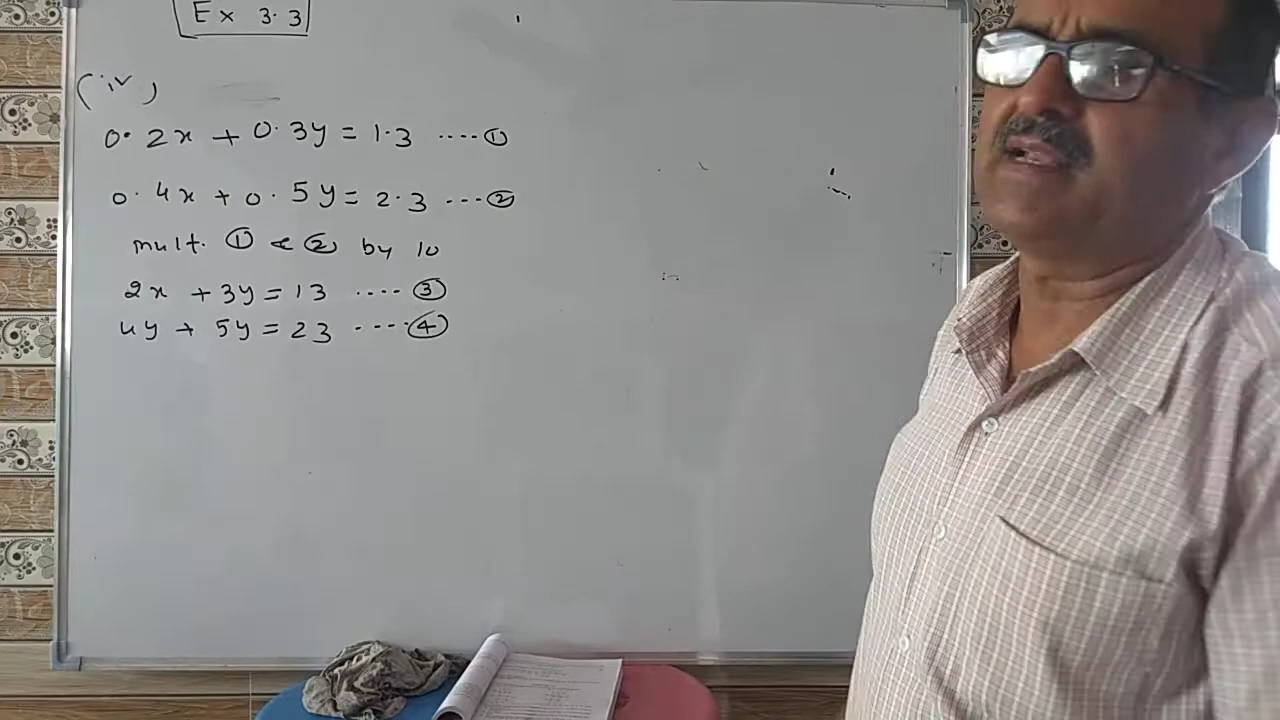 Ex 3.3
(iv)
0.2x + 0.3y = 1.3 ....①
0.4x + 0.5y = 2.3 ...②
mult. ① & ② by 10
2x + 3y = 13 ....③
4y + 5y = 23 ....④